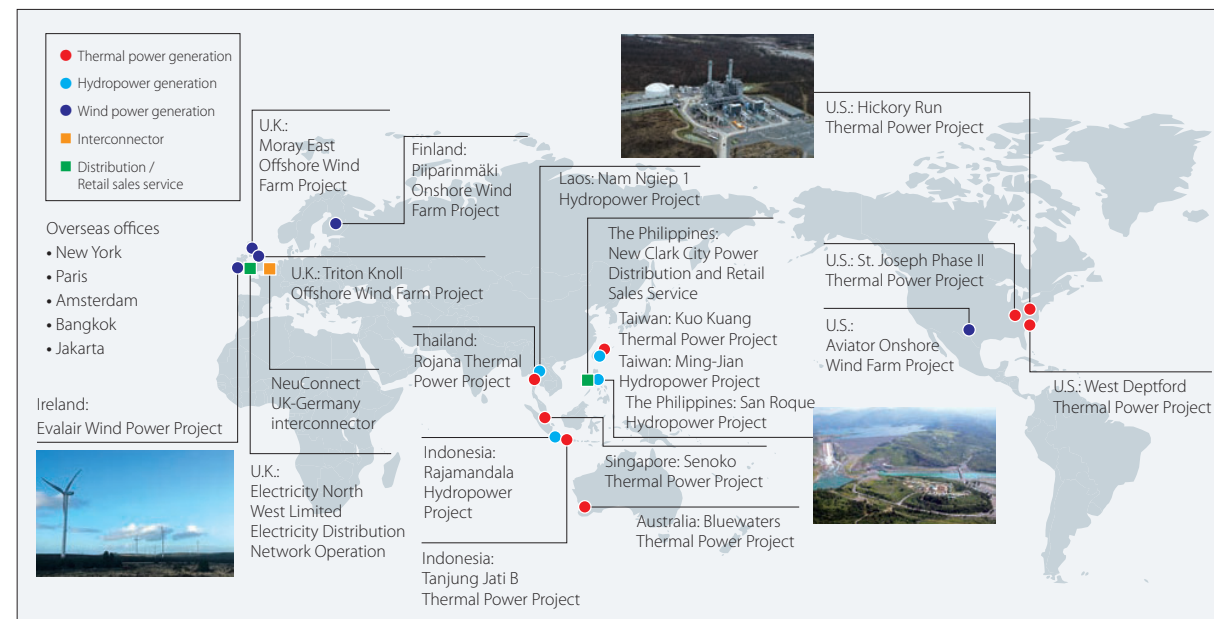 Thermal power generation
Hydropower generation
Wind power generation
Interconnector
Distribution /
Retail sales service
Overseas offices
• New York
• Paris
• Amsterdam
• Bangkok
• Jakarta
U.K.:
Moray East
Offshore Wind
Farm Project
Finland:
Piiparinmäki
Onshore Wind
Farm Project
U.K.: Triton Knoll
Offshore Wind Farm Project
NeuConnect
UK-Germany
interconnector
Ireland:
Evalair Wind Power Project
U.K.:
Electricity North
West Limited
Electricity Distribution
Network Operation
Laos: Nam Ngiep 1
Hydropower Project
The Philippines:
New Clark City Power
Distribution and Retail
Sales Service
Thailand:
Rojana Thermal
Power Project
Taiwan: Kuo Kuang
Thermal Power Project
Taiwan: Ming-Jian
Hydropower Project
The Philippines: San Roque
Hydropower Project
Indonesia:
Rajamandala
Hydropower
Project
Singapore: Senoko
Thermal Power Project
Australia: Bluewaters
Thermal Power Project
Indonesia:
Tanjung Jati B
Thermal Power Project
U.S.: Hickory Run
Thermal Power Project
U.S.: St. Joseph Phase II
Thermal Power Project
U.S.:
Aviator Onshore
Wind Farm Project
U.S.: West Deptford
Thermal Power Project